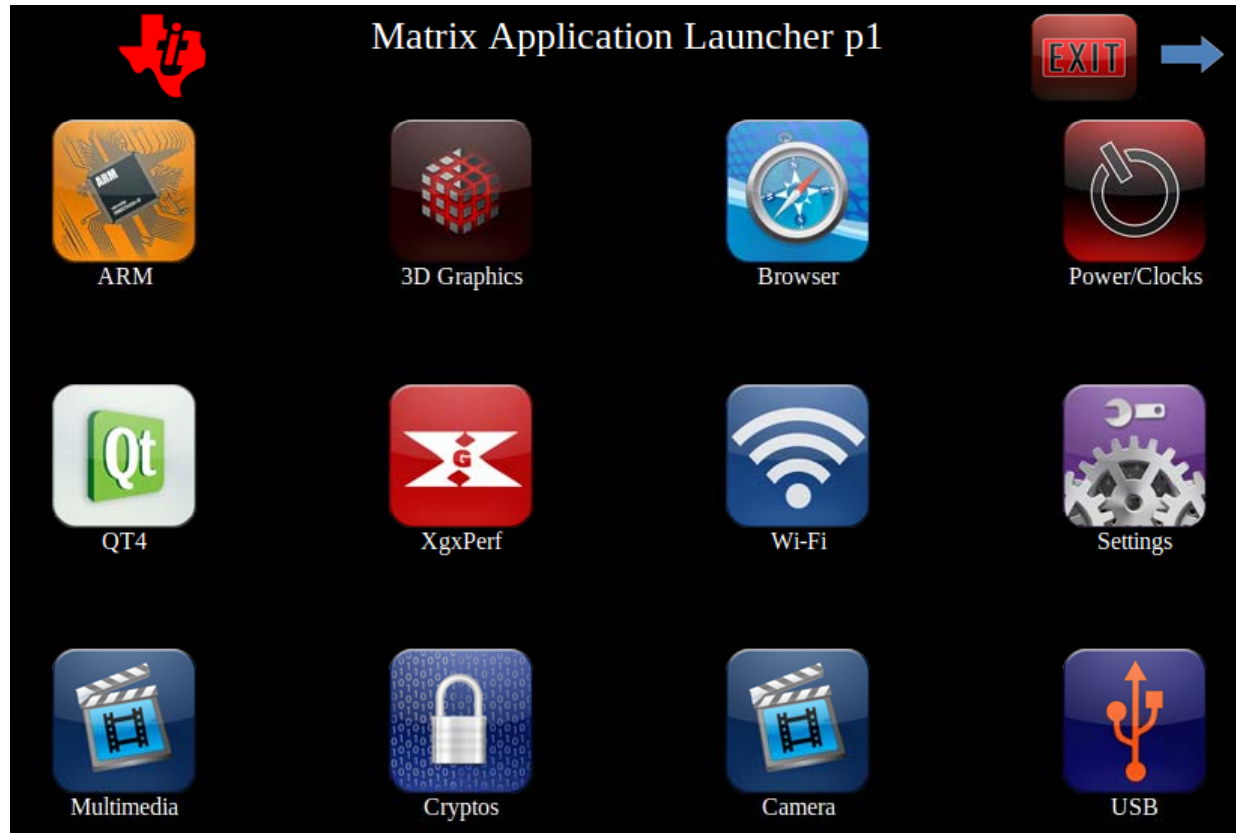 Matrix Application Launcher p1
EXIT
ARM
ARM
3D Graphics
Browser
Power/Clocks
Qt
G
QT4
XgxPerf
Wi-Fi
Settings
Multimedia
Cryptos
Camera
USB